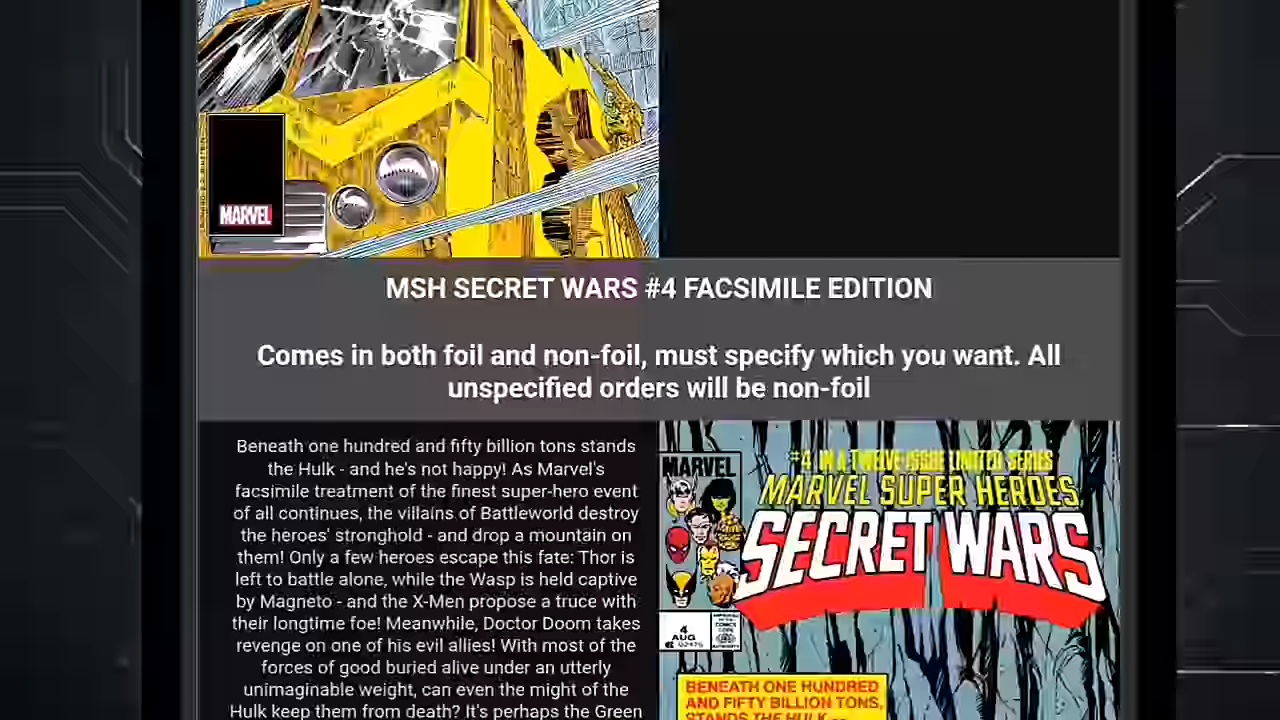 MARVEL
MSH SECRET WARS #4 FACSIMILE EDITION
Comes in both foil and non-foil, must specify which you want. All
unspecified orders will be non-foil
Beneath one hundred and fifty billion tons stands
the Hulk - and he's not happy! As Marvel's
facsimile treatment of the finest super-hero event
of all continues, the villains of Battleworld destroy
the heroes' stronghold - and drop a mountain on
them! Only a few heroes escape this fate: Thor is
left to battle alone, while the Wasp is held captive
by Magneto - and the X-Men propose a truce with
their longtime foe! Meanwhile, Doctor Doom takes
revenge on one of his evil allies! With most of the
forces of good buried alive under an utterly
unimaginable weight, can even the might of the
Hulk keep them from death? It's perhaps the Green
MARVEL
#4 IN A TWELVE-ISSUE LIMITED SERIES
MARVEL SUPER HEROES
SECRET WARS
4
AUG
BENEATH ONE HUNDRED
AND FIFTY BILLION TONS,
STANDS THE HULK --